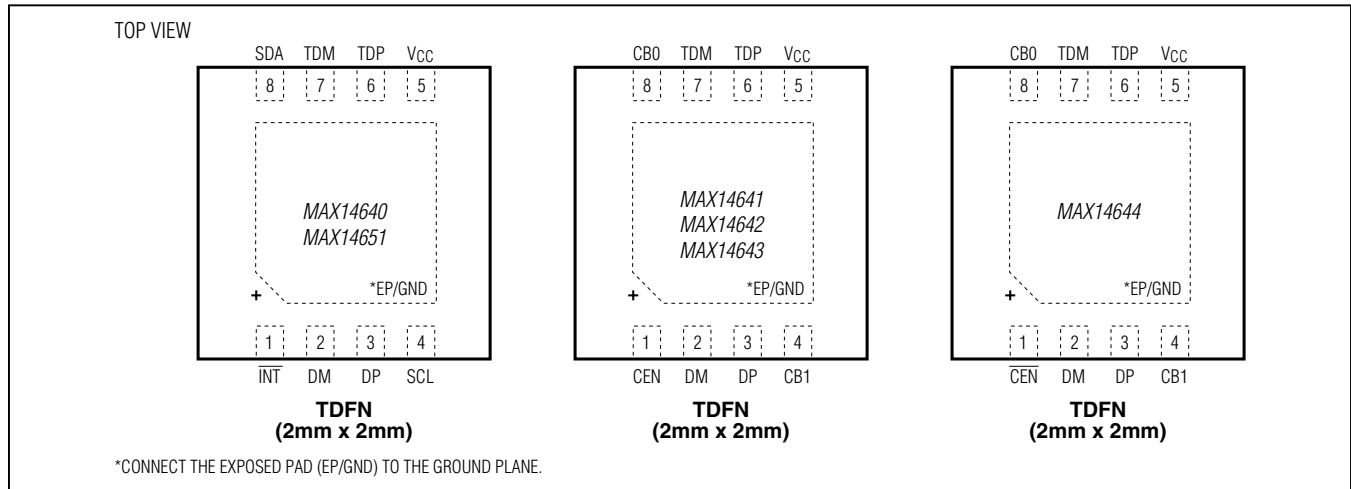 TOP VIEW
SDA TDM TDP VCC
8 7 6 5
MAX14640
MAX14651
*EP/GND
+
1 2 3 4
INT DM DP SCL
TDFN
(2mm x 2mm)
CB0 TDM TDP VCC
8 7 6 5
MAX14641
MAX14642
MAX14643
*EP/GND
+
1 2 3 4
CEN DM DP CB1
TDFN
(2mm x 2mm)
CB0 TDM TDP VCC
8 7 6 5
MAX14644
*EP/GND
+
1 2 3 4
CEN DM DP CB1
TDFN
(2mm x 2mm)
*CONNECT THE EXPOSED PAD (EP/GND) TO THE GROUND PLANE.